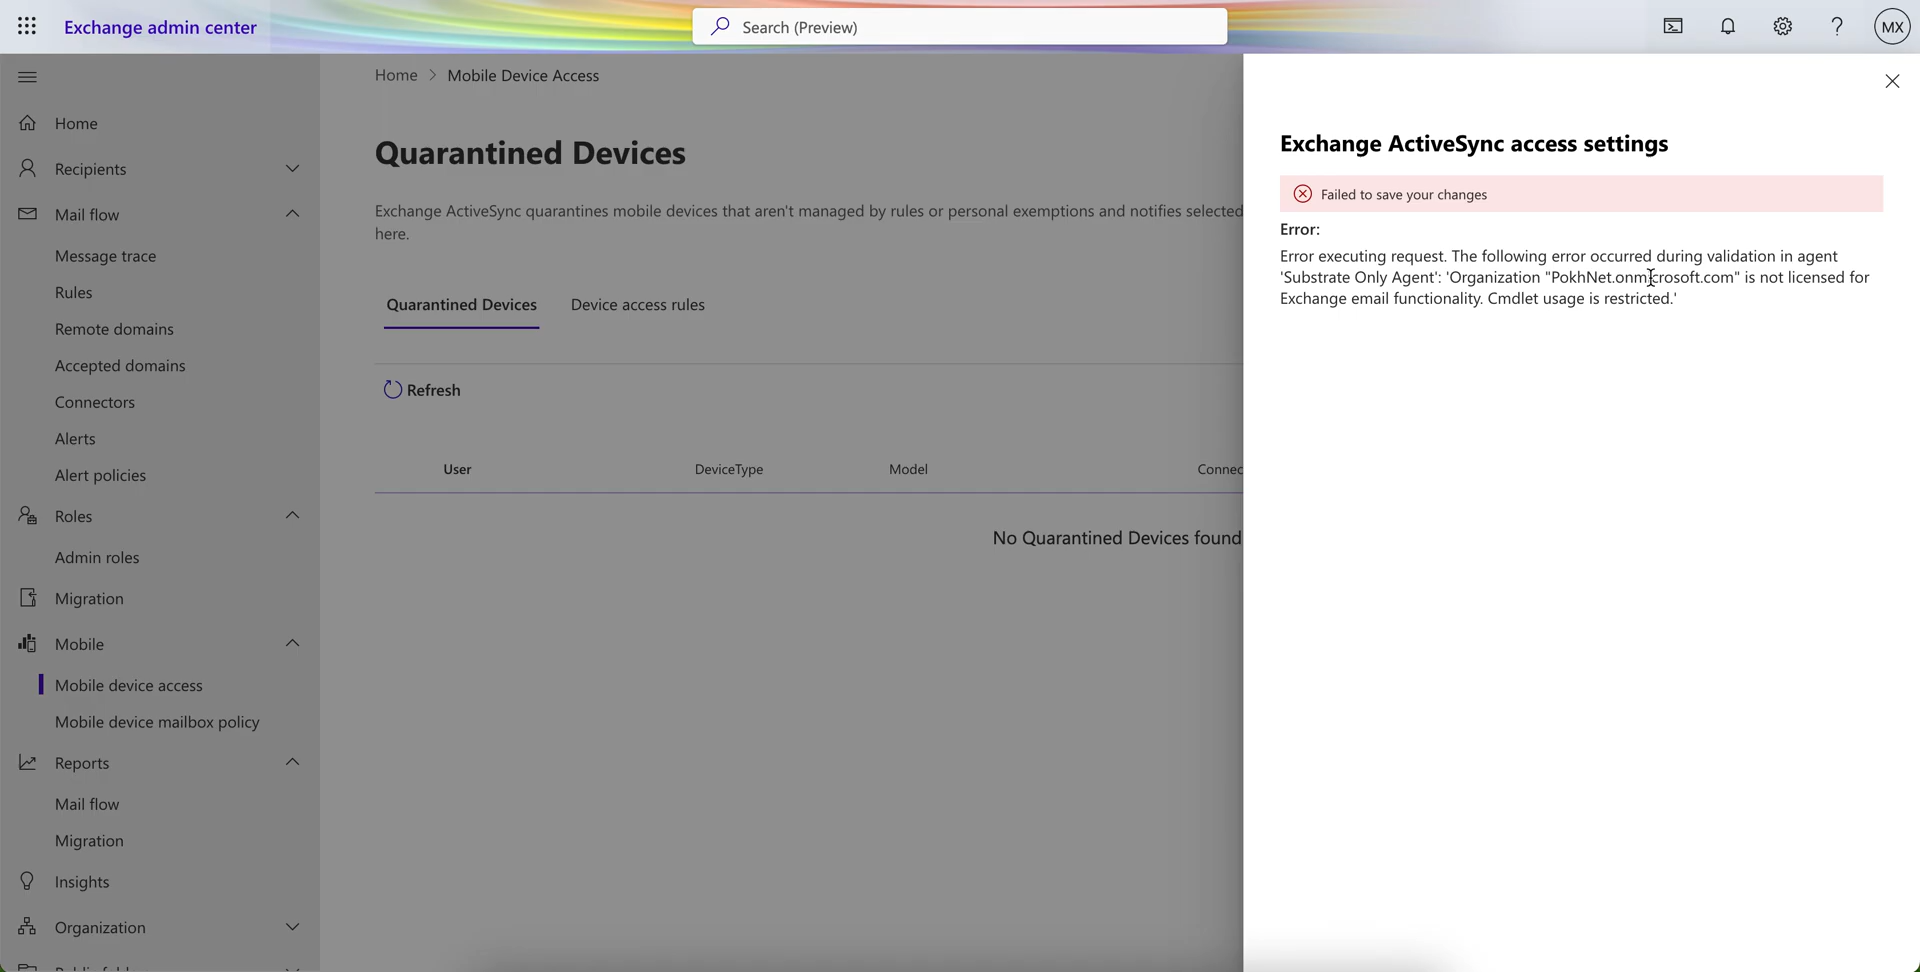 Exchange admin center
Search (Preview)
MX
Home
Recipients
Mail flow
Message trace
Rules
Remote domains
Accepted domains
Connectors
Alerts
Alert policies
Roles
Admin roles
Migration
Mobile
Mobile device access
Mobile device mailbox policy
Reports
Mail flow
Migration
Insights
Organization
Home > Mobile Device Access
Quarantined Devices
Exchange ActiveSync quarantines mobile devices that aren't managed by rules or personal exemptions and notifies selected
here.
Quarantined Devices Device access rules
Refresh
User DeviceType Model Connec
No Quarantined Devices found
Exchange ActiveSync access settings
Failed to save your changes
Error:
Error executing request. The following error occurred during validation in agent
'Substrate Only Agent': 'Organization "PokhNet.onmicrosoft.com" is not licensed for
Exchange email functionality. Cmdlet usage is restricted.'